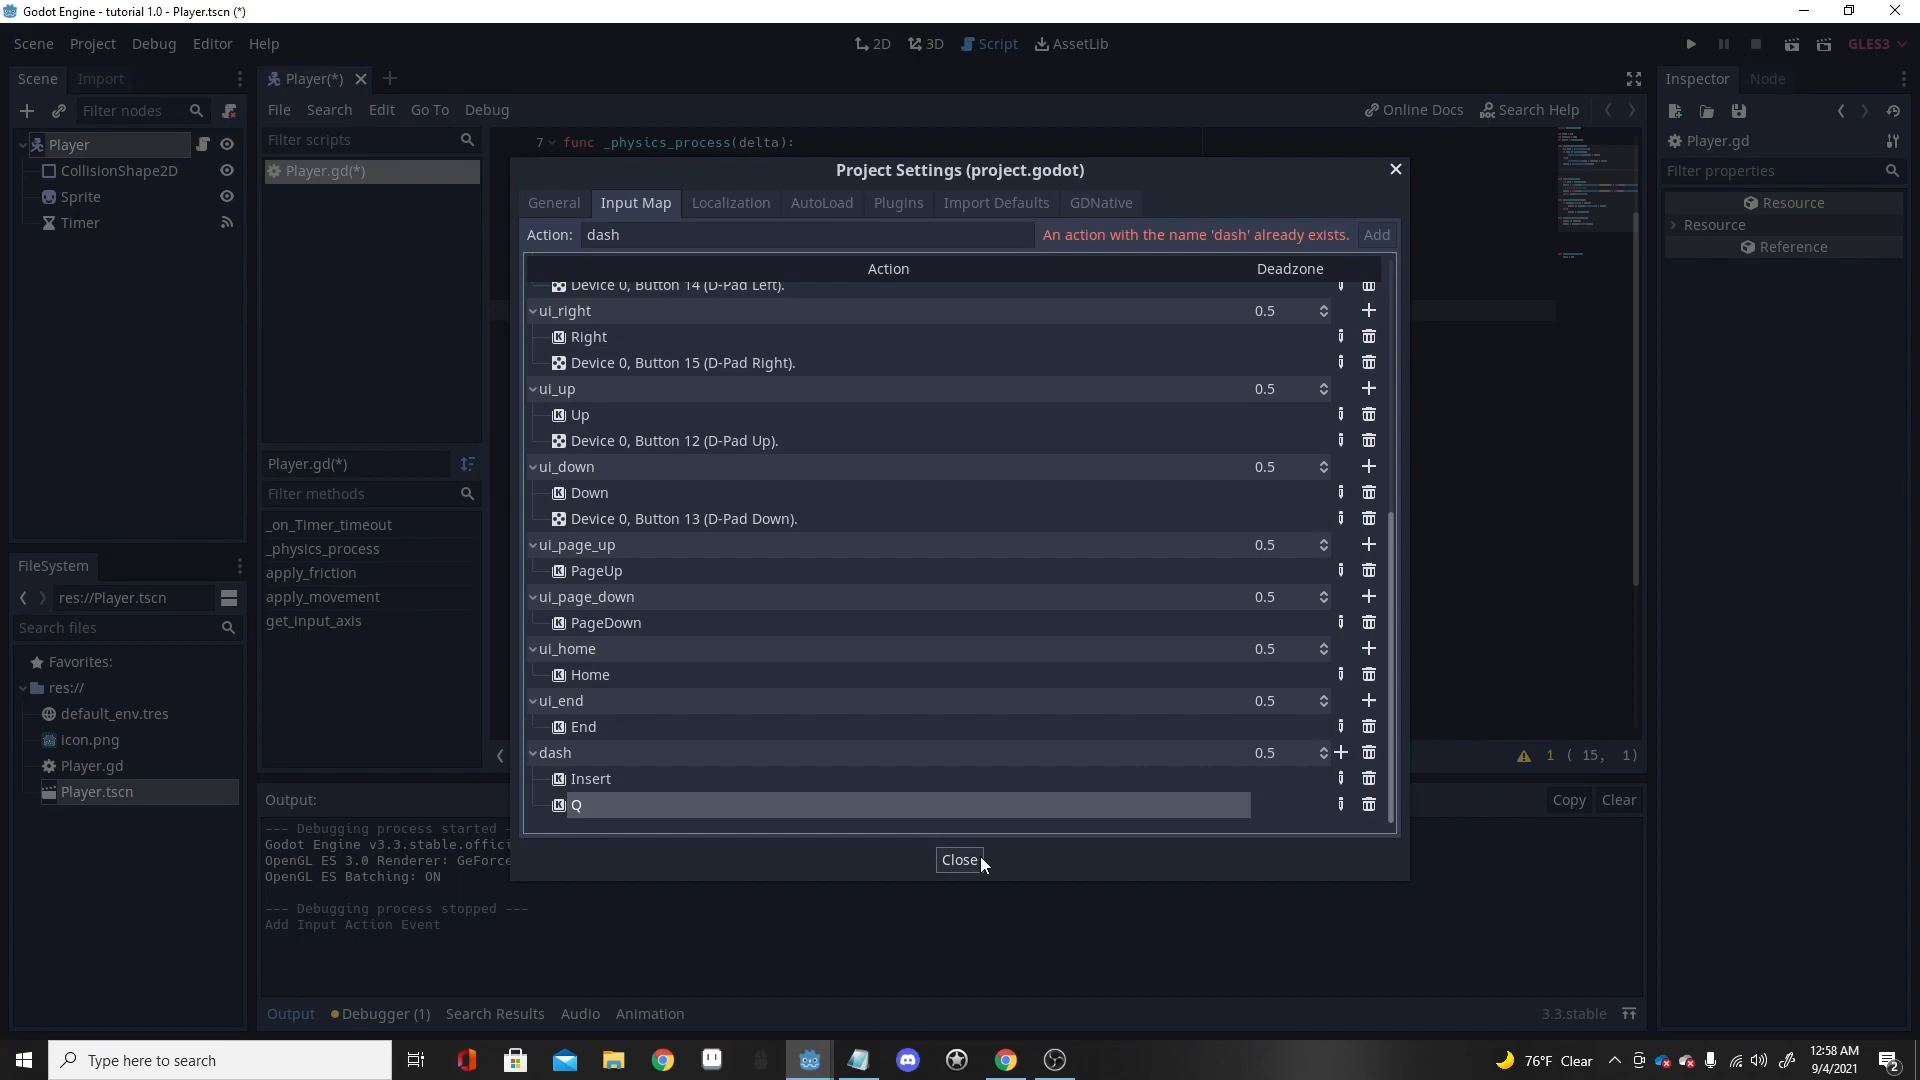 Godot Engine - tutorial 1.0 - Player.tscn (*)
Scene Project Debug Editor Help
2D 3D Script AssetLib
GLES3
Scene Import
Player(*)
Inspector Node
Filter nodes
File Search Edit Go To Debug
Online Docs Search Help
Filter scripts
Player.gd(*)
Player
CollisionShape2D
Sprite
Timer
7 func _physics_process(delta):
Player.gd
Filter properties
Resource
Resource
Reference
Project Settings (project.godot)
General Input Map Localization AutoLoad Plugins Import Defaults GDNative
Action: dash An action with the name 'dash' already exists. Add
Action Deadzone
Device 0, Button 14 (D-Pad Left).
ui_right 0.5
Right
Device 0, Button 15 (D-Pad Right).
ui_up 0.5
Up
Device 0, Button 12 (D-Pad Up).
ui_down 0.5
Down
Device 0, Button 13 (D-Pad Down).
ui_page_up 0.5
PageUp
ui_page_down 0.5
PageDown
ui_home 0.5
Home
ui_end 0.5
End
dash 0.5
Insert
Q
Close
Player.gd(*)
Filter methods
_on_Timer_timeout
_physics_process
apply_friction
apply_movement
get_input_axis
FileSystem
res://Player.tscn
Search files
Favorites:
res://
default_env.tres
icon.png
Player.gd
Player.tscn
1 ( 15, 1)
Output:
Copy Clear
--- Debugging process started
Godot Engine v3.3.stable.offici
OpenGL ES 3.0 Renderer: GeForce
OpenGL ES Batching: ON
--- Debugging process stopped ---
Add Input Action Event
Output Debugger (1) Search Results Audio Animation
3.3.stable
Type here to search
76°F Clear
12:58 AM
9/4/2021
2